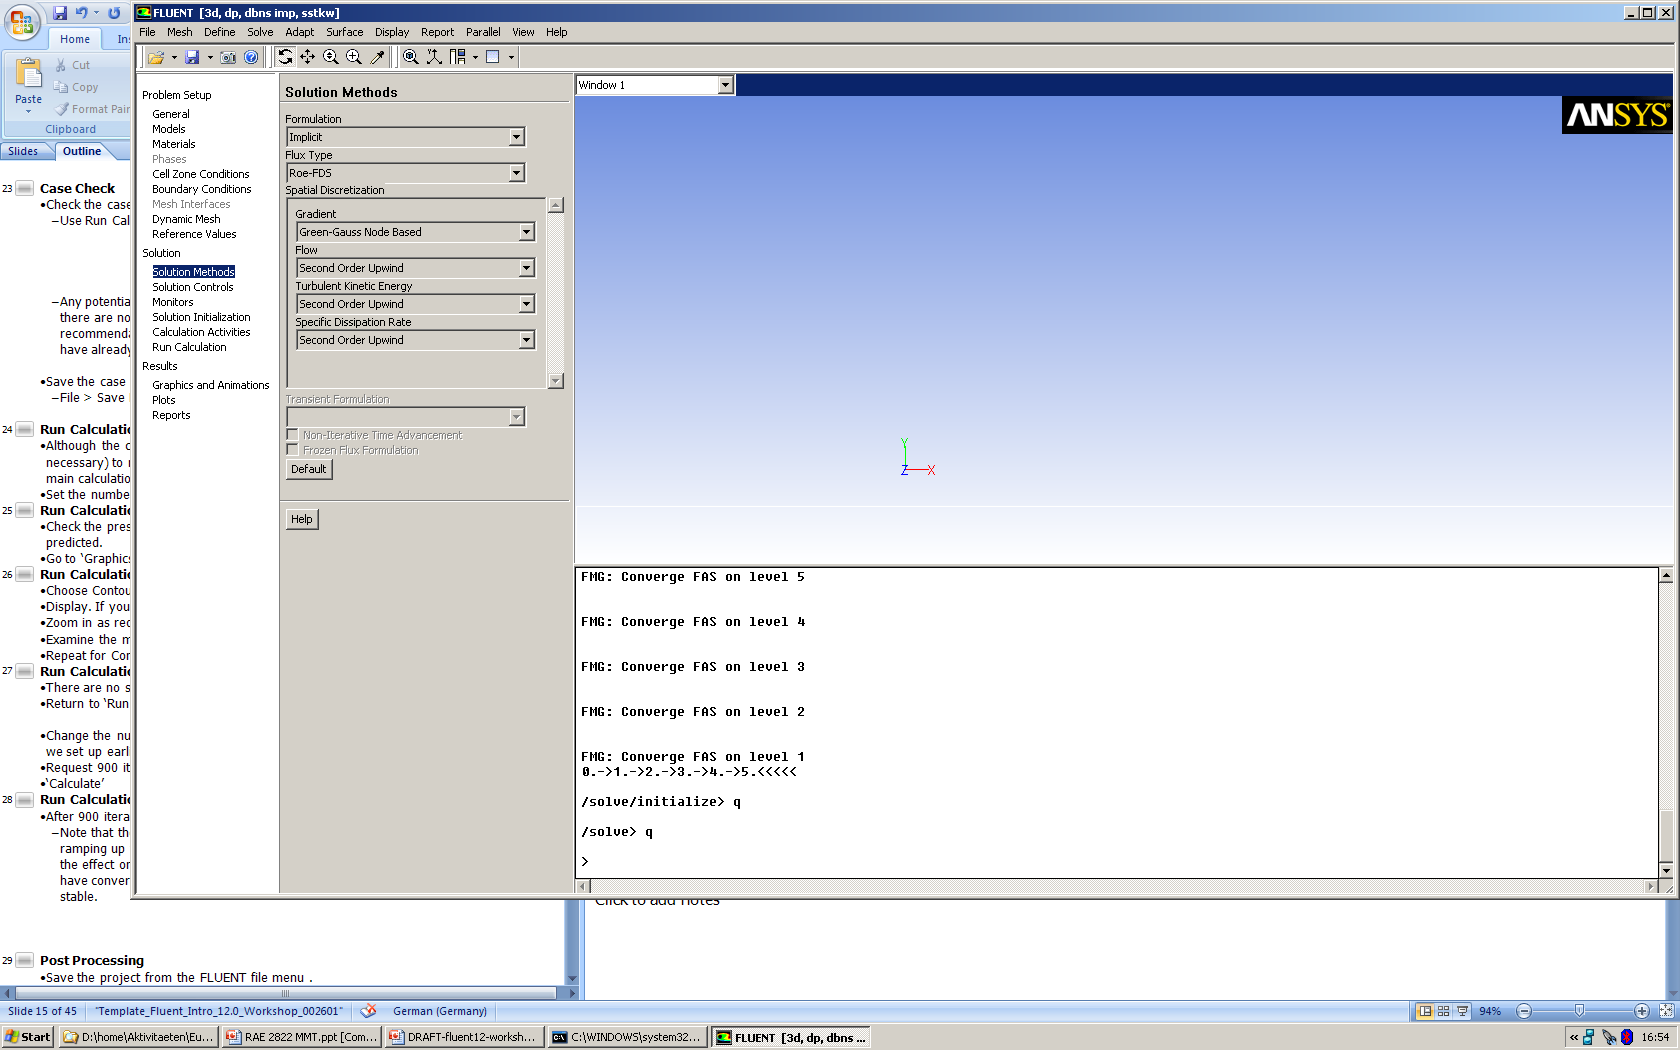 FLUENT  [3d, dp, dbns imp, sstkw]
File Mesh Define Solve Adapt Surface Display Report Parallel View Help
Home
Cut
Copy
Paste
Format Pair
Clipboard
Slides
Outline
23 Case Check
•Check the case
–Use Run Cal
–Any potentia
there are no
recommenda
have already
•Save the case
–File > Save
24 Run Calculatio
•Although the c
necessary) to r
main calculatio
•Set the numbe
25 Run Calculatio
•Check the pres
predicted.
•Go to ‘Graphics
26 Run Calculatio
•Choose Contou
•Display. If you
•Zoom in as rec
•Examine the m
•Repeat for Cor
27 Run Calculatio
•There are no s
•Return to ‘Run
•Change the nu
we set up earl
•Request 900 it
•‘Calculate’
28 Run Calculatio
•After 900 itera
–Note that th
ramping up
the effect or
have conver
stable.
29 Post Processing
•Save the project from the FLUENT file menu .
Problem Setup
General
Models
Materials
Phases
Cell Zone Conditions
Boundary Conditions
Mesh Interfaces
Dynamic Mesh
Reference Values
Solution
Solution Methods
Solution Controls
Monitors
Solution Initialization
Calculation Activities
Run Calculation
Results
Graphics and Animations
Plots
Reports
Solution Methods
Formulation
Implicit
Flux Type
Roe-FDS
Spatial Discretization
Gradient
Green-Gauss Node Based
Flow
Second Order Upwind
Turbulent Kinetic Energy
Second Order Upwind
Specific Dissipation Rate
Second Order Upwind
Transient Formulation
Non-Iterative Time Advancement
Frozen Flux Formulation
Default
Help
Window 1
ANSYS
Y
Z X
FMG: Converge FAS on level 5
FMG: Converge FAS on level 4
FMG: Converge FAS on level 3
FMG: Converge FAS on level 2
FMG: Converge FAS on level 1
0.->1.->2.->3.->4.->5.<<<<<
/solve/initialize> q
/solve> q
>
Click to add notes
Slide 15 of 45 "Template_Fluent_Intro_12.0_Workshop_002601" German (Germany) 94%
Start D:\home\Aktivitaeten\Eu... RAE 2822 MMT.ppt [Com... DRAFT-fluent12-worksh... C:\WINDOWS\system32... FLUENT  [3d, dp, dbns ... « 16:54